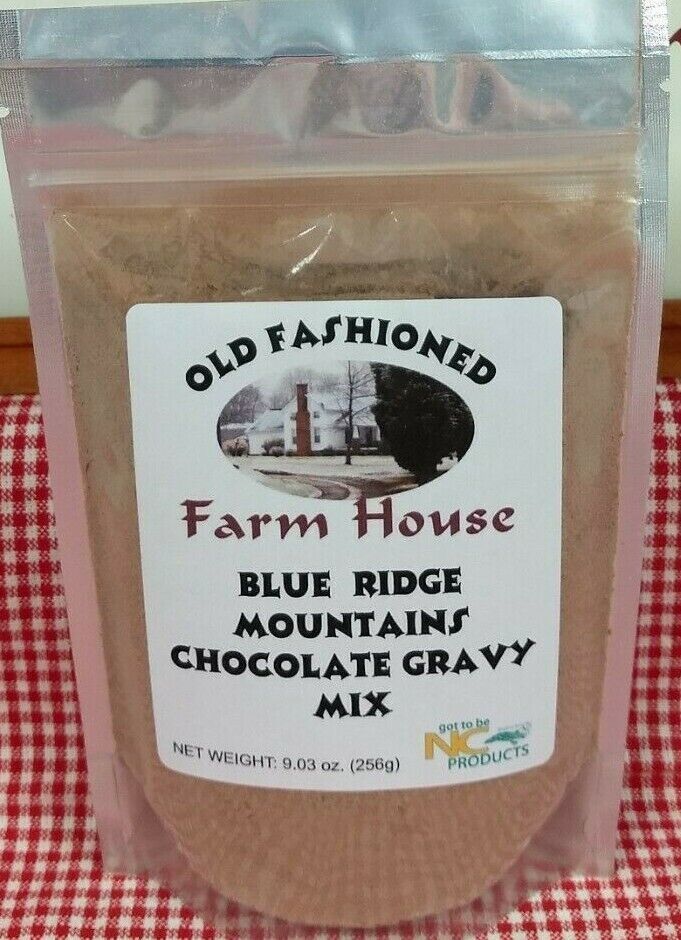 OLD FASHIONED
Farm House
BLUE RIDGE
MOUNTAINS
CHOCOLATE GRAVY
MIX
got to be
NC
PRODUCTS
NET WEIGHT: 9.03 oz. (256g)